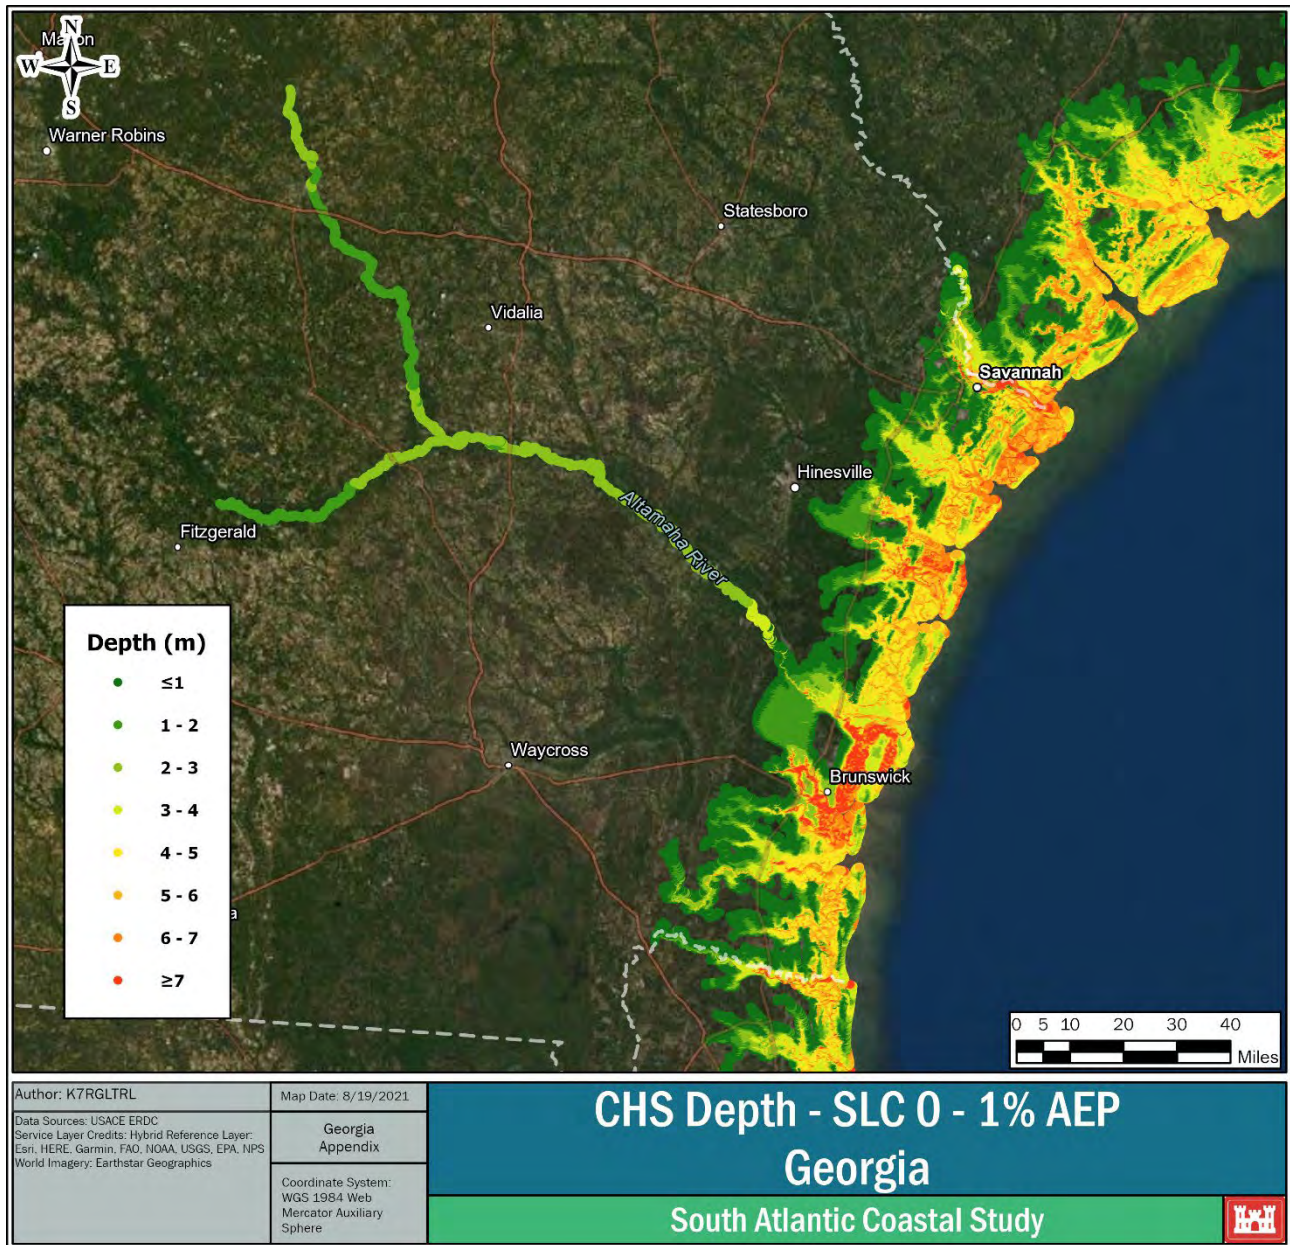 N
W E
S
Warner Robins
Statesboro
Vidalia
Savannah
Hinesville
Altamaha River
Fitzgerald
Waycross
Brunswick
a
Depth (m)
≤1
1 - 2
2 - 3
3 - 4
4 - 5
5 - 6
6 - 7
≥7
0 5 10 20 30 40
Miles
Author: K7RGLTRL
Data Sources: USACE ERDC
Service Layer Credits: Hybrid Reference Layer:
Esri, HERE, Garmin, FAO, NOAA, USGS, EPA, NPS
World Imagery: Earthstar Geographics
Map Date: 8/19/2021
Georgia
Appendix
Coordinate System:
WGS 1984 Web
Mercator Auxiliary
Sphere
CHS Depth - SLC 0 - 1% AEP
Georgia
South Atlantic Coastal Study